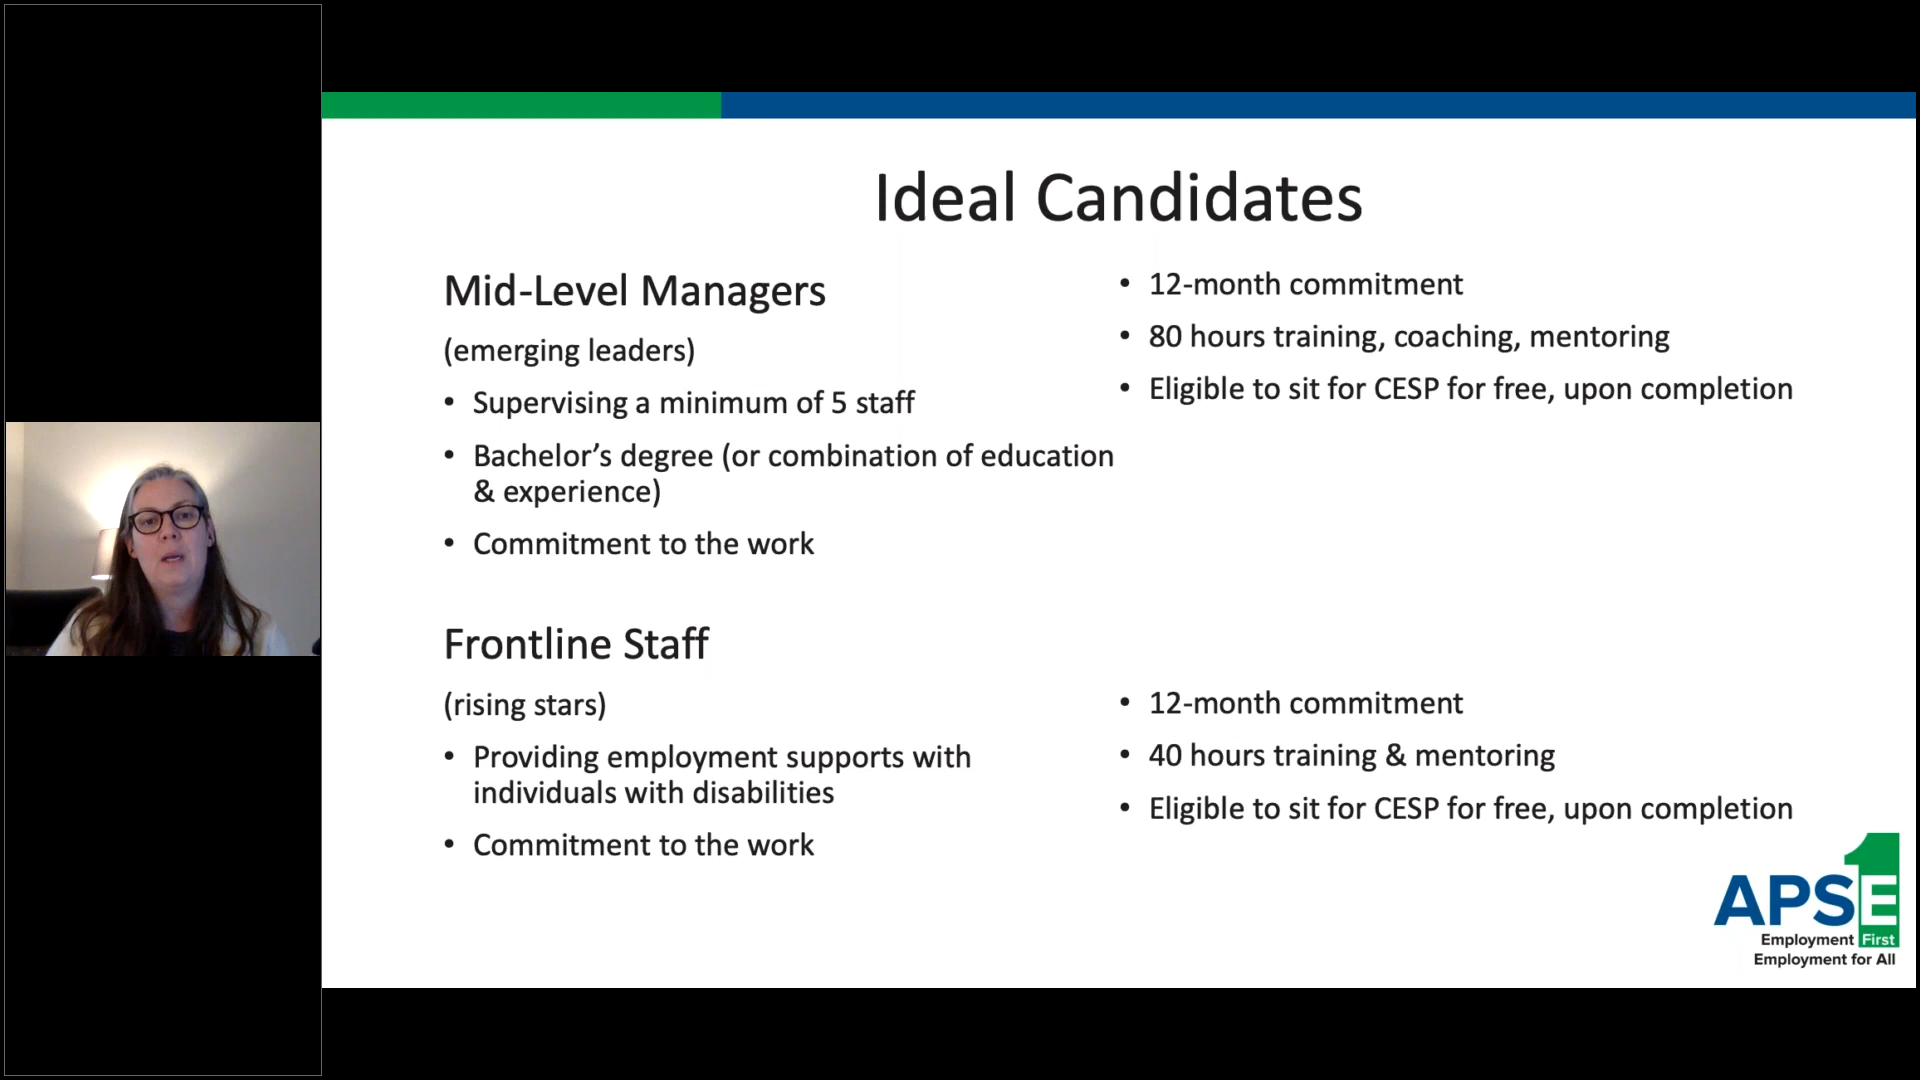 Ideal Candidates
Mid-Level Managers
(emerging leaders)
• Supervising a minimum of 5 staff
• Bachelor’s degree (or combination of education
& experience)
• Commitment to the work
• 12-month commitment
• 80 hours training, coaching, mentoring
• Eligible to sit for CESP for free, upon completion
Frontline Staff
(rising stars)
• Providing employment supports with
individuals with disabilities
• Commitment to the work
• 12-month commitment
• 40 hours training & mentoring
• Eligible to sit for CESP for free, upon completion
1
APSE
Employment First
Employment for All